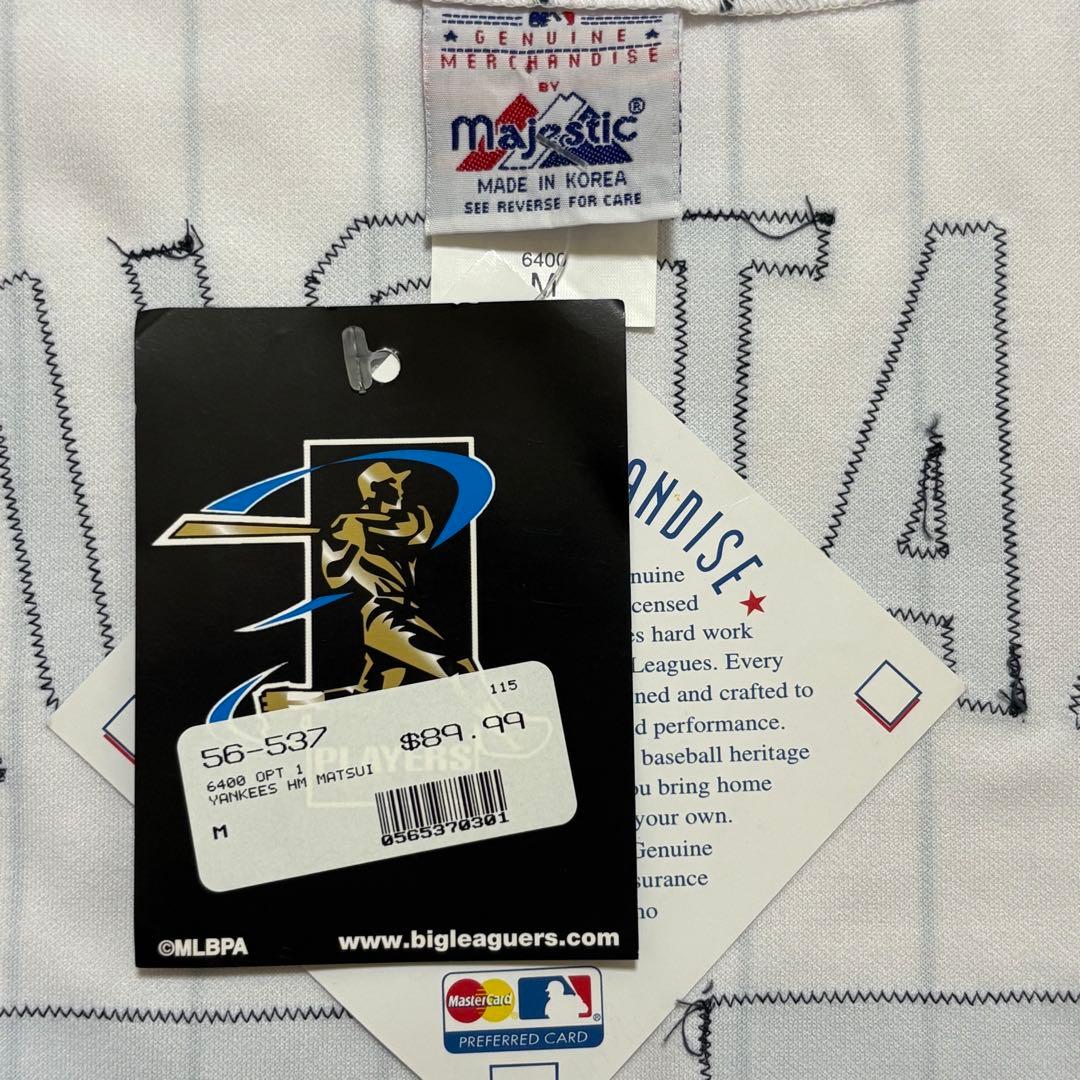 GENUINE
MERCHANDISE
BY
Majestic®
MADE IN KOREA
SEE REVERSE FOR CARE
6400
M
ANDISE
nuine
censed
es hard work
Leagues. Every
ned and crafted to
d performance.
baseball heritage
ou bring home
your own.
Genuine
surance
no
115
56-537 $89.99
PLAYERS
6400 OPT 1
YANKEES HM MATSUI
M
0565370301
©MLBPA
www.bigleaguers.com
MasterCard
PREFERRED CARD